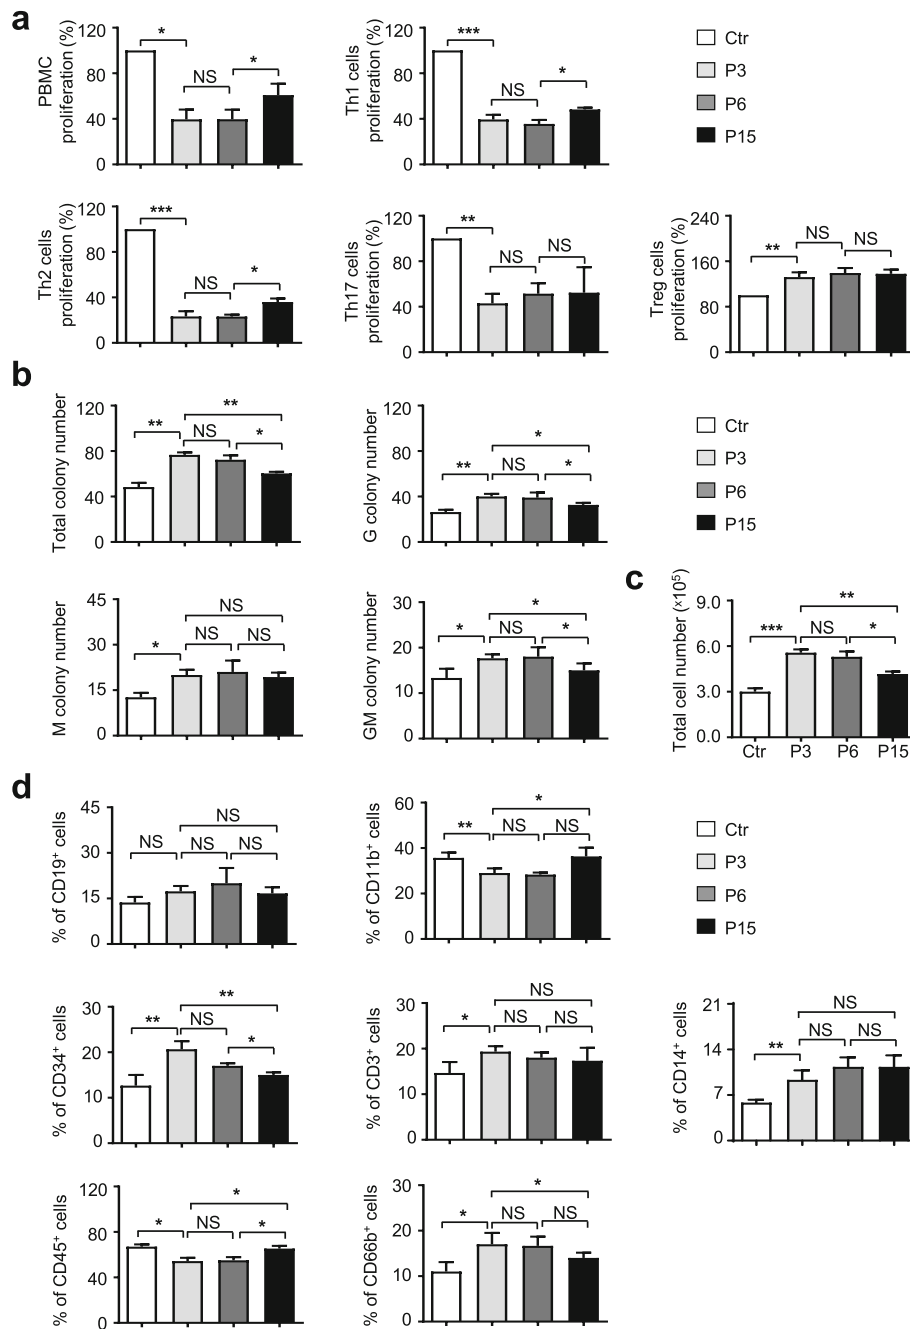 a
PBMC
proliferation (%)
120
80
40
0
*
NS
*
Th1 cells
proliferation (%)
120
80
40
0
***
NS
*
Ctr
P3
P6
P15
Th2 cells
proliferation (%)
120
80
40
0
***
NS
*
Th17 cells
proliferation (%)
120
80
40
0
**
NS
NS
Treg cells
proliferation (%)
240
160
80
0
**
NS
NS
b
Total colony number
120
80
40
0
**
**
NS
*
G colony number
120
80
40
0
*
**
NS
*
Ctr
P3
P6
P15
M colony number
45
30
15
0
NS
*
NS
NS
GM colony number
30
20
10
0
*
*
NS
*
c
Total cell number (×10⁵)
9.0
6.0
3.0
0.0
**
***
NS
*
Ctr
P3
P6
P15
d
% of CD19⁺ cells
45
30
15
0
NS
NS
NS
NS
% of CD11b⁺ cells
60
40
20
0
*
**
NS
NS
Ctr
P3
P6
P15
% of CD34⁺ cells
30
20
10
0
**
**
NS
*
% of CD3⁺ cells
30
20
10
0
NS
*
NS
NS
% of CD14⁺ cells
21
14
7
0
NS
**
NS
NS
% of CD45⁺ cells
120
80
40
0
*
*
NS
*
% of CD66b⁺ cells
30
20
10
0
*
*
NS
NS